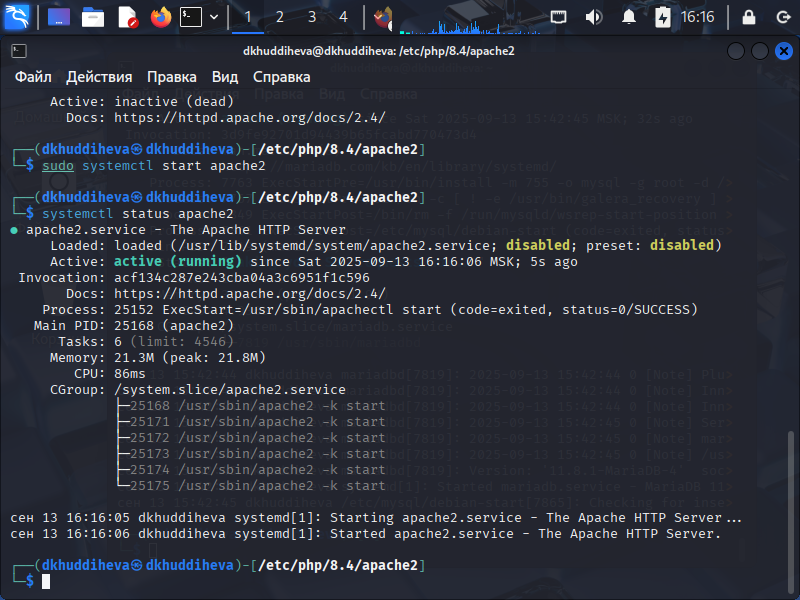 1 2 3 4 16:16
dkhuddiheva@dkhuddiheva: /etc/php/8.4/apache2
Файл Действия Правка Вид Справка
Active: inactive (dead)
Docs: https://httpd.apache.org/docs/2.4/
┌──(dkhuddiheva㉿dkhuddiheva)-[/etc/php/8.4/apache2]
└─$ sudo systemctl start apache2
┌──(dkhuddiheva㉿dkhuddiheva)-[/etc/php/8.4/apache2]
└─$ systemctl status apache2
● apache2.service - The Apache HTTP Server
Loaded: loaded (/usr/lib/systemd/system/apache2.service; disabled; preset: disabled)
Active: active (running) since Sat 2025-09-13 16:16:06 MSK; 5s ago
Invocation: acf134c287e243cba04a3c6951f1c596
Docs: https://httpd.apache.org/docs/2.4/
Process: 25152 ExecStart=/usr/sbin/apachectl start (code=exited, status=0/SUCCESS)
Main PID: 25168 (apache2)
Tasks: 6 (limit: 4546)
Memory: 21.3M (peak: 21.8M)
CPU: 86ms
CGroup: /system.slice/apache2.service
├─25168 /usr/sbin/apache2 -k start
├─25171 /usr/sbin/apache2 -k start
├─25172 /usr/sbin/apache2 -k start
├─25173 /usr/sbin/apache2 -k start
├─25174 /usr/sbin/apache2 -k start
└─25175 /usr/sbin/apache2 -k start
сен 13 16:16:05 dkhuddiheva systemd[1]: Starting apache2.service - The Apache HTTP Server...
сен 13 16:16:06 dkhuddiheva systemd[1]: Started apache2.service - The Apache HTTP Server.
┌──(dkhuddiheva㉿dkhuddiheva)-[/etc/php/8.4/apache2]
└─$